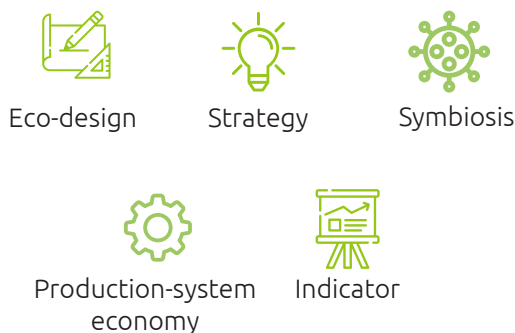 Eco-design
Strategy
Symbiosis
Production-system
economy
Indicator